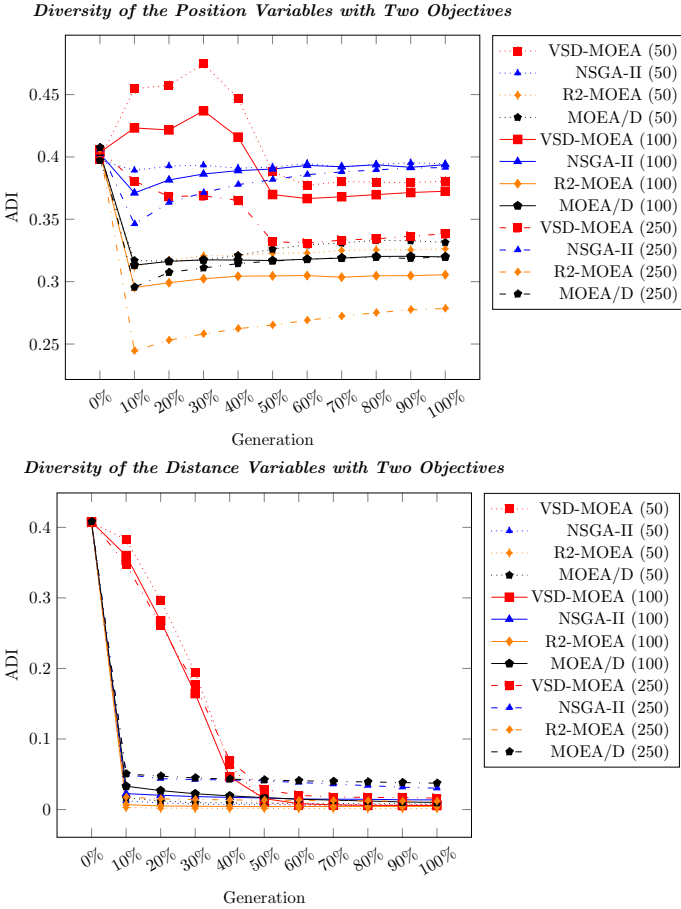 Diversity of the Position Variables with Two Objectives
0.45
0.4
0.35
0.3
0.25
ADI
0% 10% 20% 30% 40% 50% 60% 70% 80% 90% 100%
Generation
VSD-MOEA (50)
NSGA-II (50)
R2-MOEA (50)
MOEA/D (50)
VSD-MOEA (100)
NSGA-II (100)
R2-MOEA (100)
MOEA/D (100)
VSD-MOEA (250)
NSGA-II (250)
R2-MOEA (250)
MOEA/D (250)
Diversity of the Distance Variables with Two Objectives
0.4
0.3
0.2
0.1
0
ADI
0% 10% 20% 30% 40% 50% 60% 70% 80% 90% 100%
Generation
VSD-MOEA (50)
NSGA-II (50)
R2-MOEA (50)
MOEA/D (50)
VSD-MOEA (100)
NSGA-II (100)
R2-MOEA (100)
MOEA/D (100)
VSD-MOEA (250)
NSGA-II (250)
R2-MOEA (250)
MOEA/D (250)